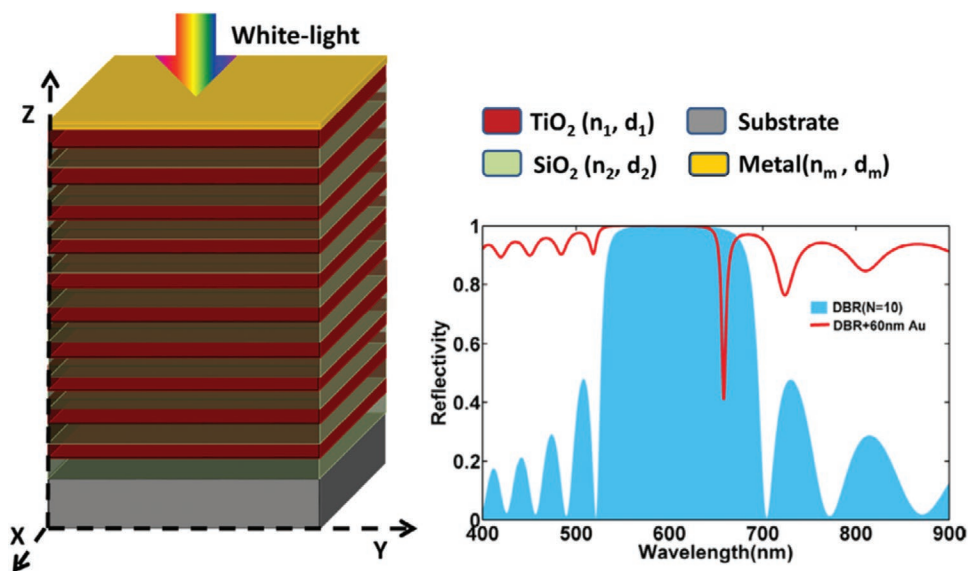 White-light
Z
X
Y
TiO₂ (n₁, d₁)
Substrate
SiO₂ (n₂, d₂)
Metal(nₘ , dₘ)
1
0.8
0.6
0.4
0.2
0
Reflectivity
DBR(N=10)
DBR+60nm Au
400 500 600 700 800 900
Wavelength(nm)